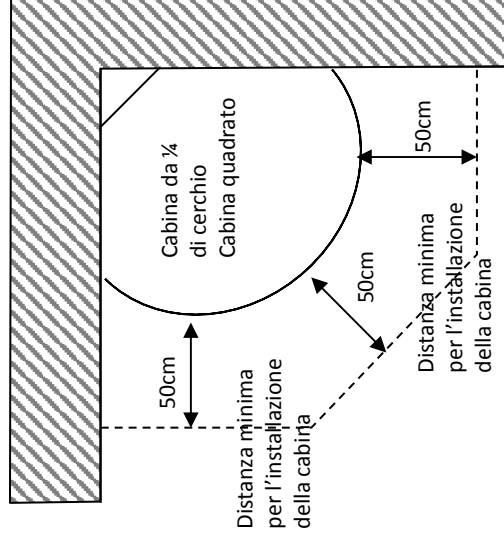 Cabina da ¼
di cerchio
Cabina quadrato
50cm
50cm
50cm
Distanza minima
per l’installazione
della cabina
Distanza minima
per l’installazione
della cabina